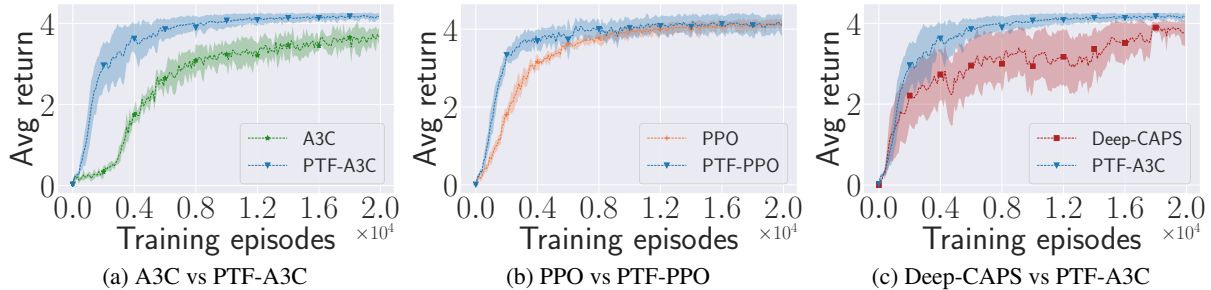 Avg return
4
2
0
A3C
PTF-A3C
0.0 0.4 0.8 1.2 1.6 2.0
Training episodes ×10⁴
(a) A3C vs PTF-A3C
Avg return
4
2
0
PPO
PTF-PPO
0.0 0.4 0.8 1.2 1.6 2.0
Training episodes ×10⁴
(b) PPO vs PTF-PPO
Avg return
4
2
0
Deep-CAPS
PTF-A3C
0.0 0.4 0.8 1.2 1.6 2.0
Training episodes ×10⁴
(c) Deep-CAPS vs PTF-A3C